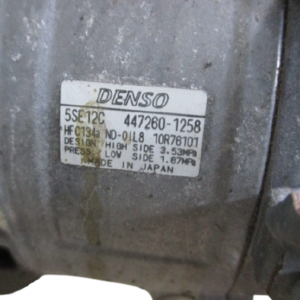 DENSO
5SE12C 447260-1258
HFC134a ND-OIL8 10R76101
DESIGN HIGH SIDE 3.53MPa
PRESS. LOW SIDE 1.67MPa
MADE IN JAPAN